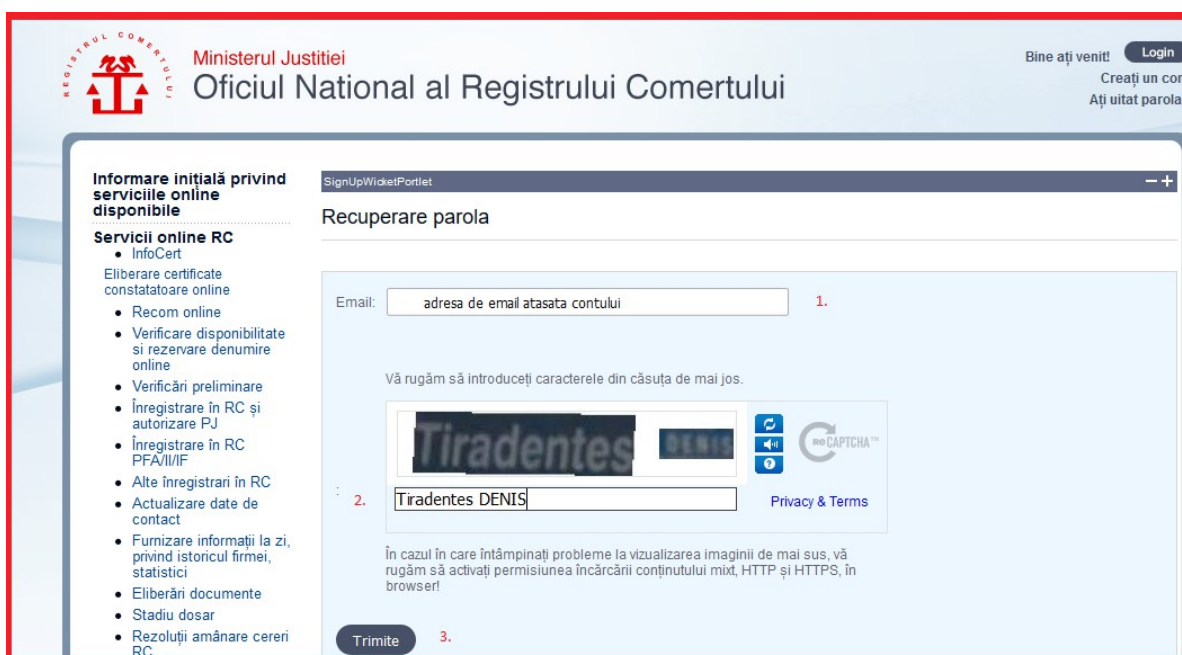 REGISTRUL COMERTULUI
Ministerul Justitiei
Oficiul National al Registrului Comertului
Bine ați venit! Login
Creați un con
Ați uitat parola
Informare inițială privind
serviciile online
disponibile
Servicii online RC
InfoCert
Eliberare certificate
constatatoare online
Recom online
Verificare disponibilitate
si rezervare denumire
online
Verificări preliminare
Înregistrare în RC și
autorizare PJ
Înregistrare în RC
PFA/II/IF
Alte înregistrari în RC
Actualizare date de
contact
Furnizare informații la zi,
privind istoricul firmei,
statistici
Eliberări documente
Stadiu dosar
Rezoluții amânare cereri
RC
SignUpWicketPortlet
Recuperare parola
Email: adresa de email atasata contului 1.
Vă rugăm să introduceți caracterele din căsuța de mai jos.
Tiradentes DENIS
reCAPTCHA™
: 2. Tiradentes DENIS
Privacy & Terms
În cazul în care întâmpinați probleme la vizualizarea imaginii de mai sus, vă
rugăm să activați permisiunea încărcării conținutului mixt, HTTP și HTTPS, în
browser!
Trimite 3.